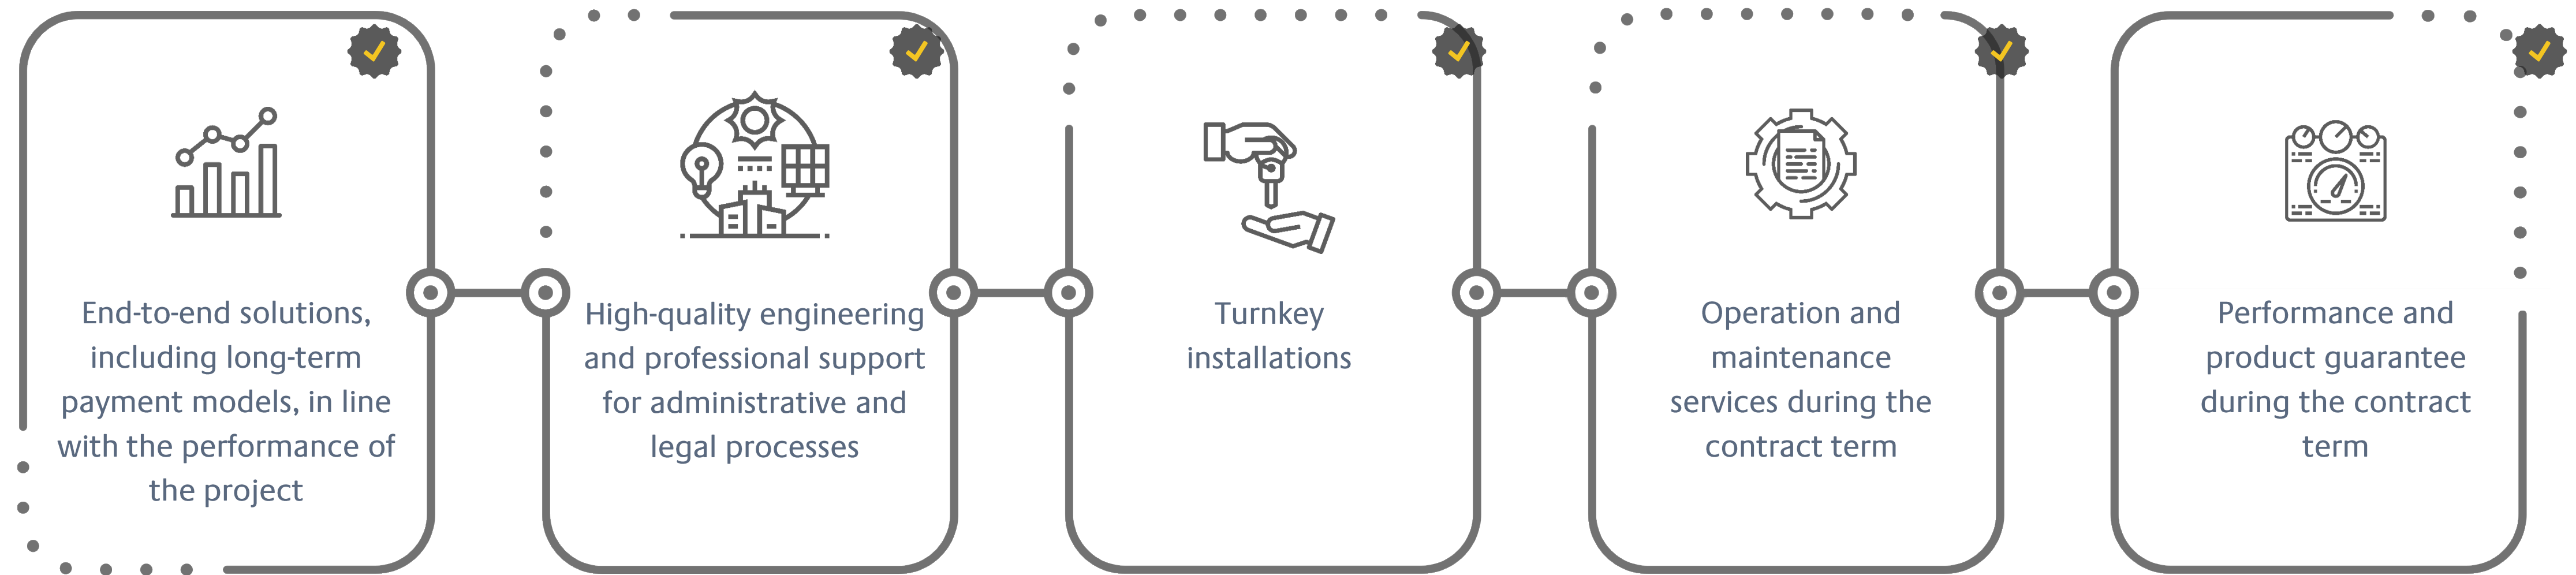 End-to-end solutions,
including long-term
payment models, in line
with the performance of
the project
High-quality engineering
and professional support
for administrative and
legal processes
Turnkey
installations
Operation and
maintenance
services during the
contract term
Performance and
product guarantee
during the contract
term